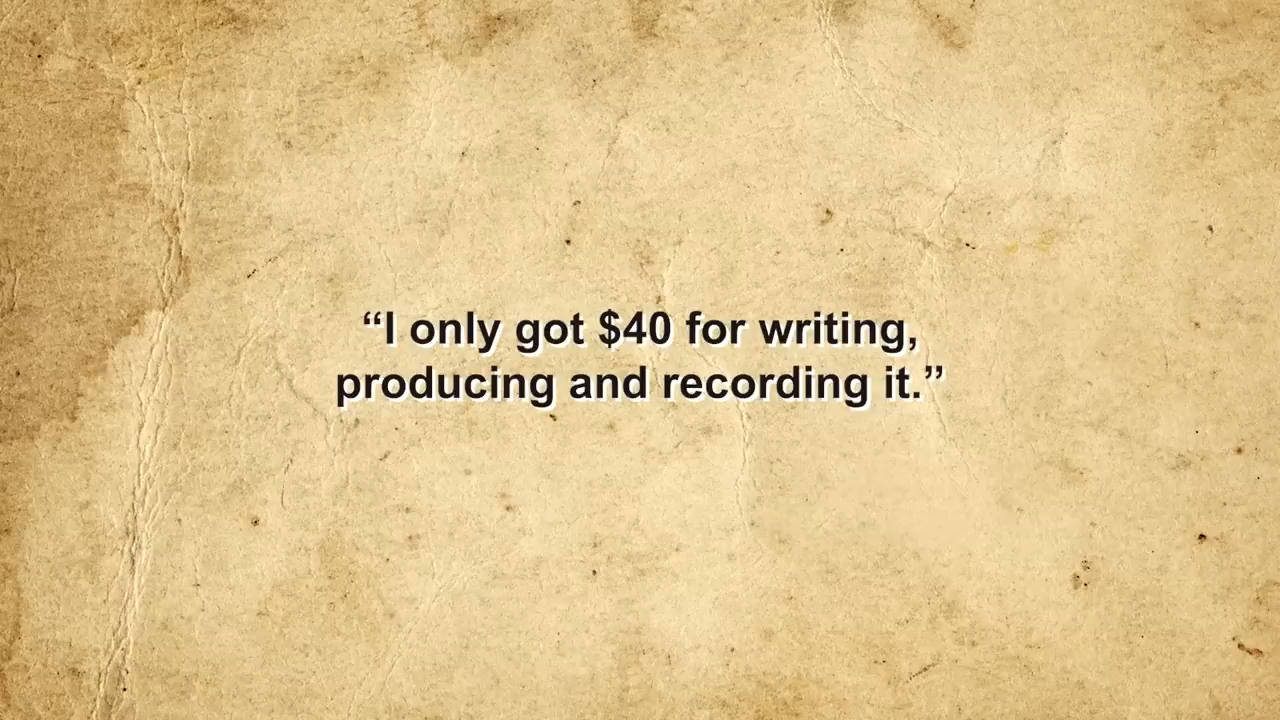 “I only got $40 for writing,
producing and recording it.”